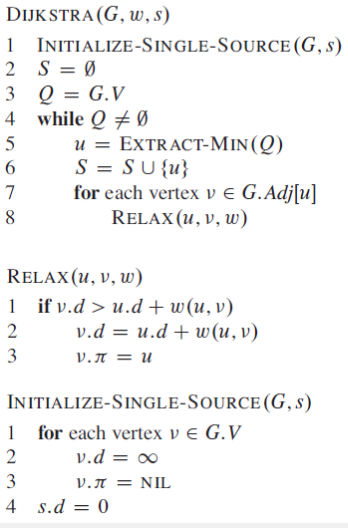 DIJKSTRA(G, w, s)
1 INITIALIZE-SINGLE-SOURCE(G, s)
2 S = ∅
3 Q = G.V
4 while Q ≠ ∅
5 u = EXTRACT-MIN(Q)
6 S = S ∪ {u}
7 for each vertex v ∈ G.Adj[u]
8 RELAX(u, v, w)
RELAX(u, v, w)
1 if v.d > u.d + w(u, v)
2 v.d = u.d + w(u, v)
3 v.π = u
INITIALIZE-SINGLE-SOURCE(G, s)
1 for each vertex v ∈ G.V
2 v.d = ∞
3 v.π = NIL
4 s.d = 0